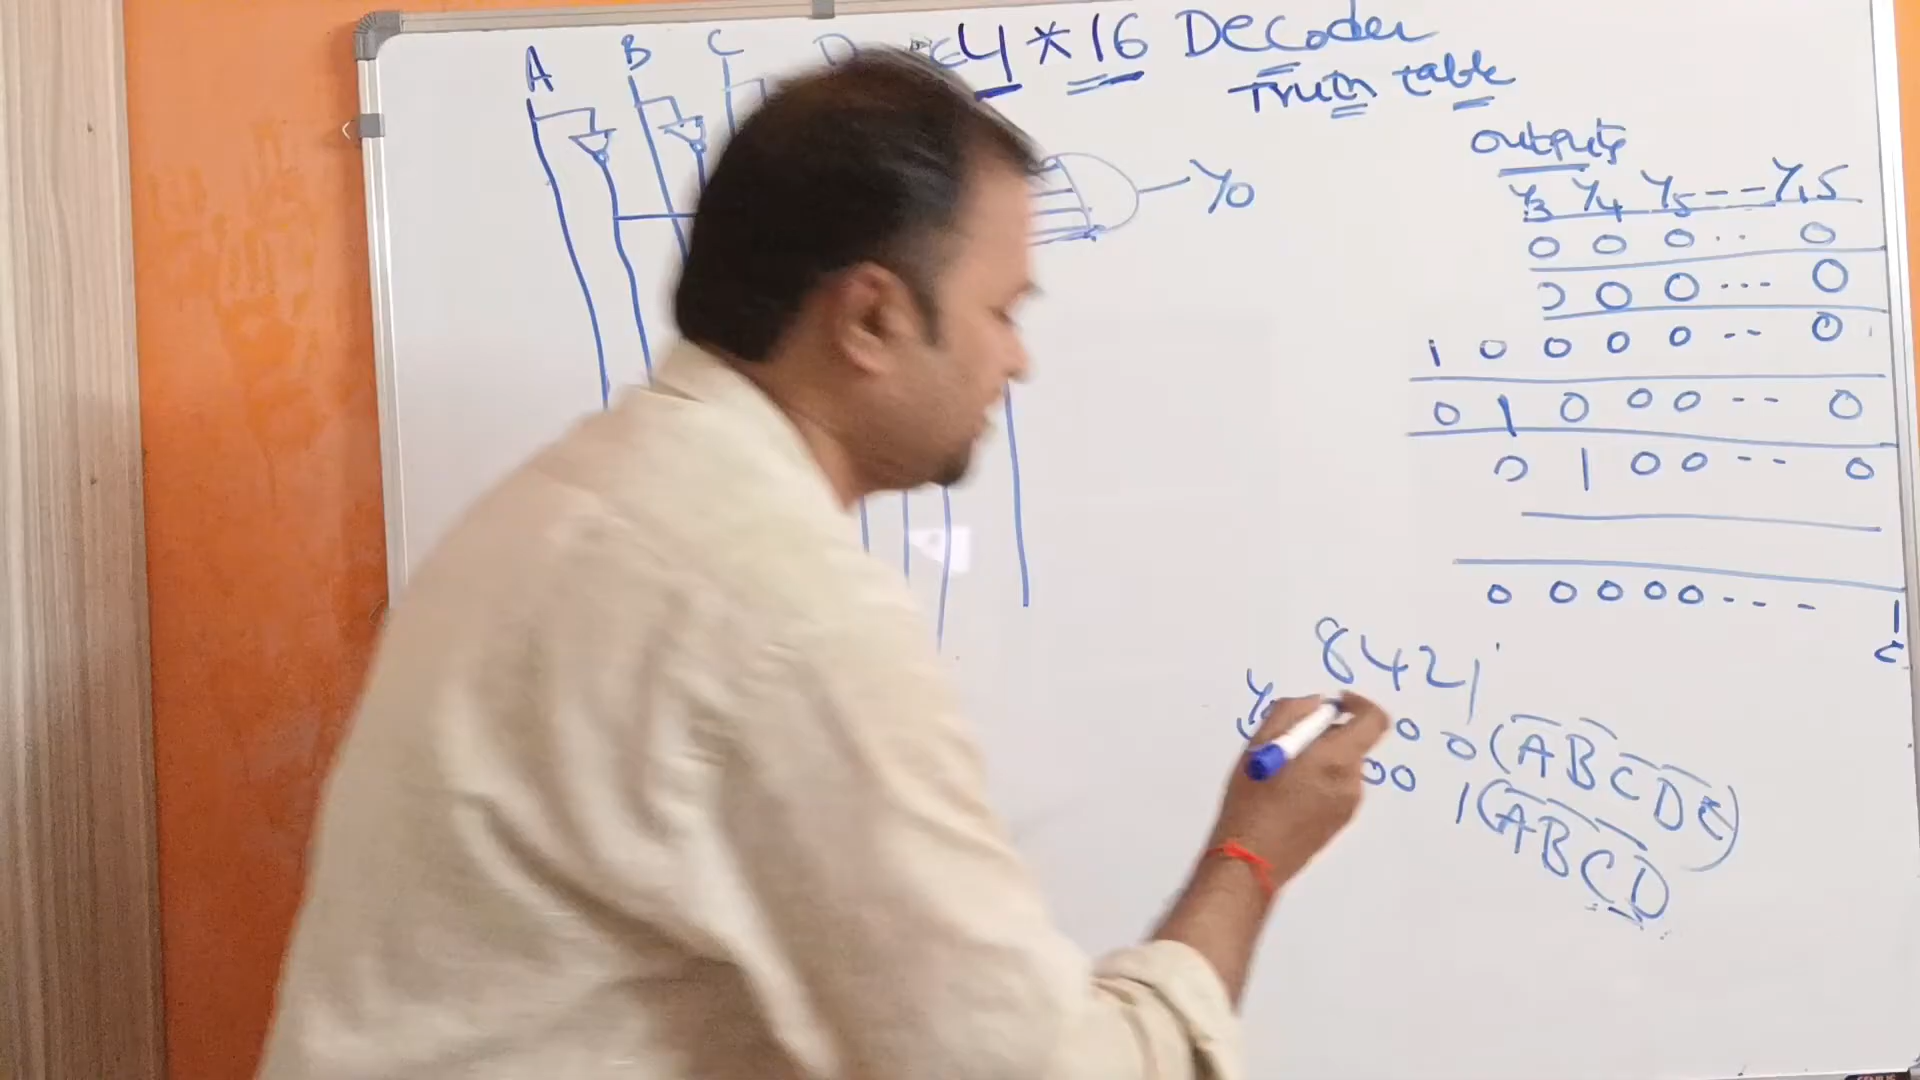 A B C D E 4 * 16 Decoder
Truth table
outputs
Y3 Y4 Y5 --- Y15
Y0
0 0 0 .. 0
0 0 0 ... 0
1 0 0 0 0 -- 0
0 1 0 0 0 -- 0
0 1 0 0 -- 0
0 0 0 0 0 --- 1
8421
0 0 (A̅ B̅ C̅ D̅ E)
00 1 (A̅ B̅ C̅ D